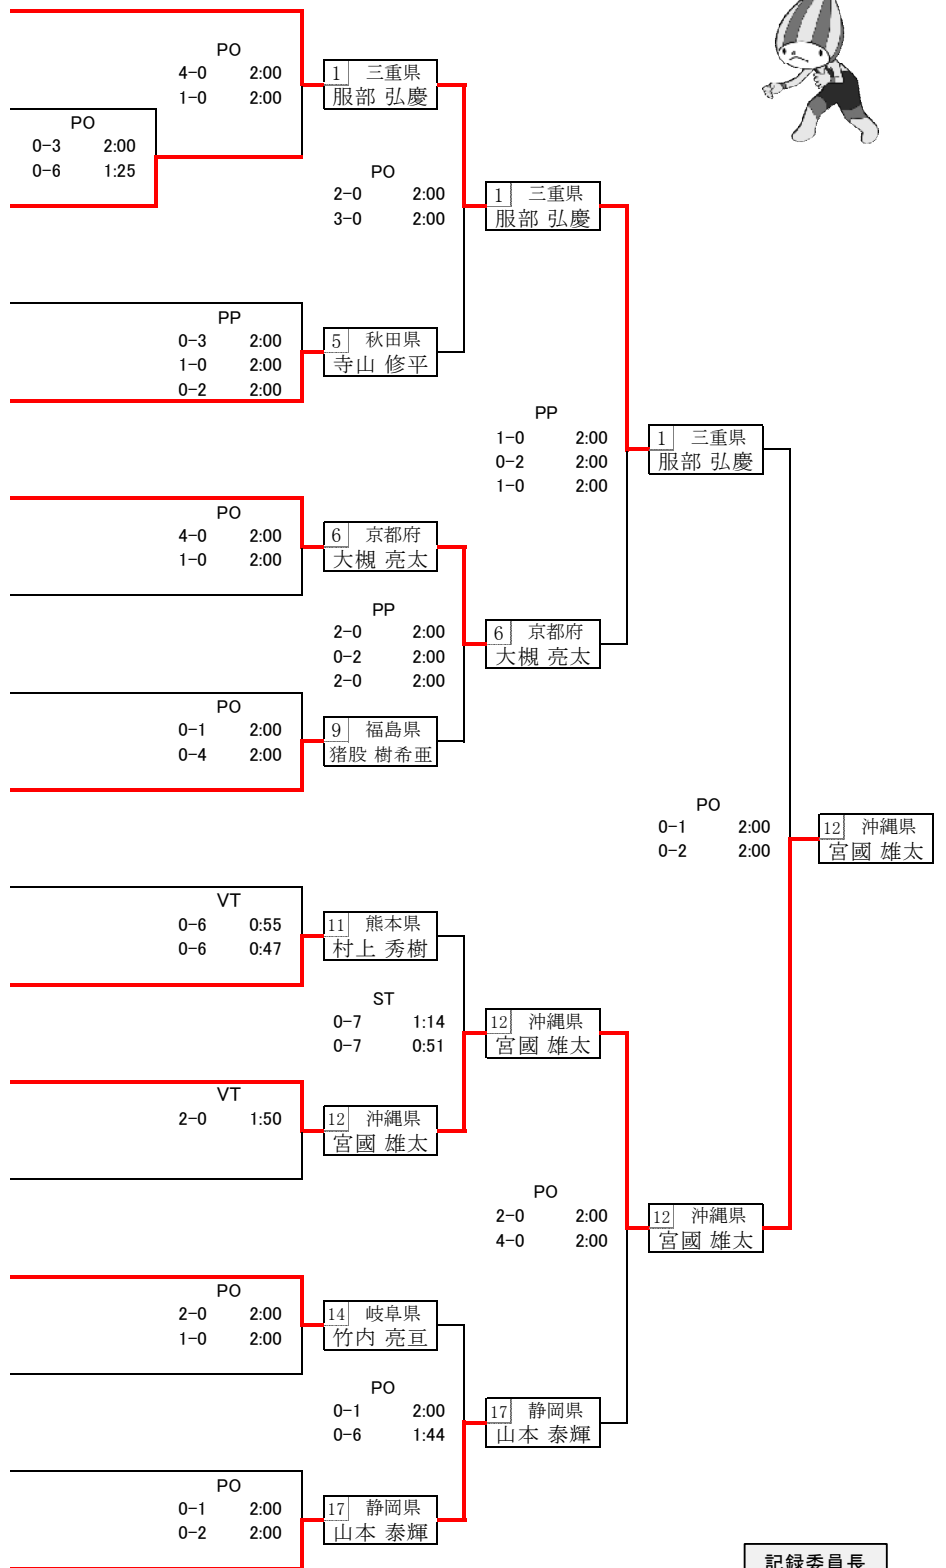 PO
4-0 2:00
1-0 2:00
1 三重県
服部 弘慶
PO
0-3 2:00
0-6 1:25
PO
2-0 2:00
3-0 2:00
1 三重県
服部 弘慶
PP
0-3 2:00
1-0 2:00
0-2 2:00
5 秋田県
寺山 修平
PP
1-0 2:00
0-2 2:00
1-0 2:00
1 三重県
服部 弘慶
PO
4-0 2:00
1-0 2:00
6 京都府
大槻 亮太
PP
2-0 2:00
0-2 2:00
2-0 2:00
6 京都府
大槻 亮太
PO
0-1 2:00
0-4 2:00
9 福島県
猪股 樹希亜
PO
0-1 2:00
0-2 2:00
12 沖縄県
宮國 雄太
VT
0-6 0:55
0-6 0:47
11 熊本県
村上 秀樹
ST
0-7 1:14
0-7 0:51
12 沖縄県
宮國 雄太
VT
2-0 1:50
12 沖縄県
宮國 雄太
PO
2-0 2:00
4-0 2:00
12 沖縄県
宮國 雄太
PO
2-0 2:00
1-0 2:00
14 岐阜県
竹内 亮亘
PO
0-1 2:00
0-6 1:44
17 静岡県
山本 泰輝
PO
0-1 2:00
0-2 2:00
17 静岡県
山本 泰輝
記録委員長